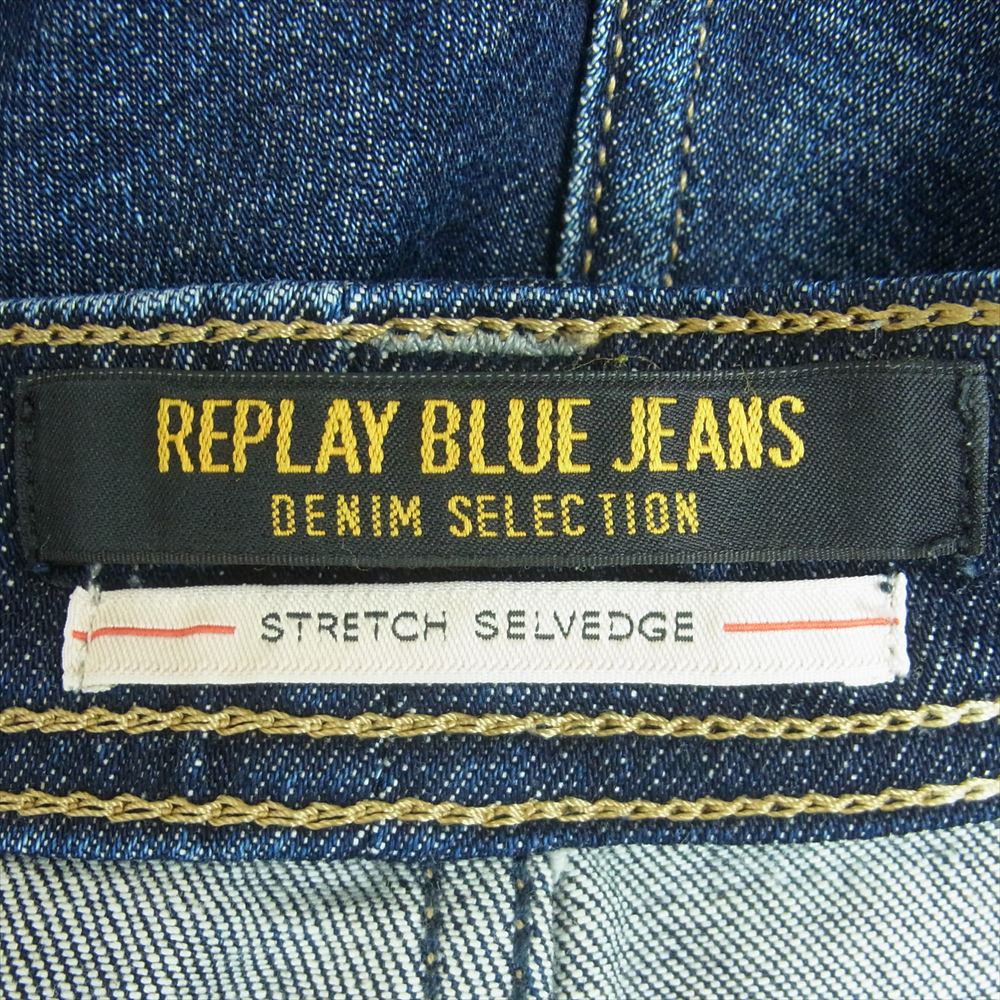 REPLAY BLUE JEANS
DENIM SELECTION
STRETCH SELVEDGE